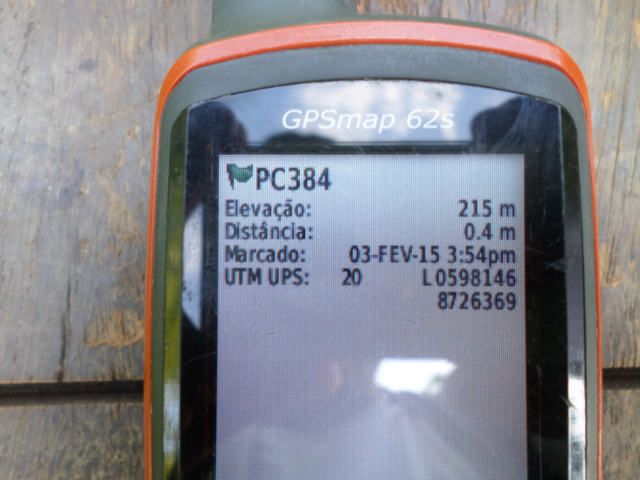 GPSmap 62s
PC384
Elevação: 215 m
Distância: 0.4 m
Marcado: 03-FEV-15 3:54pm
UTM UPS: 20 L 0598146
8726369